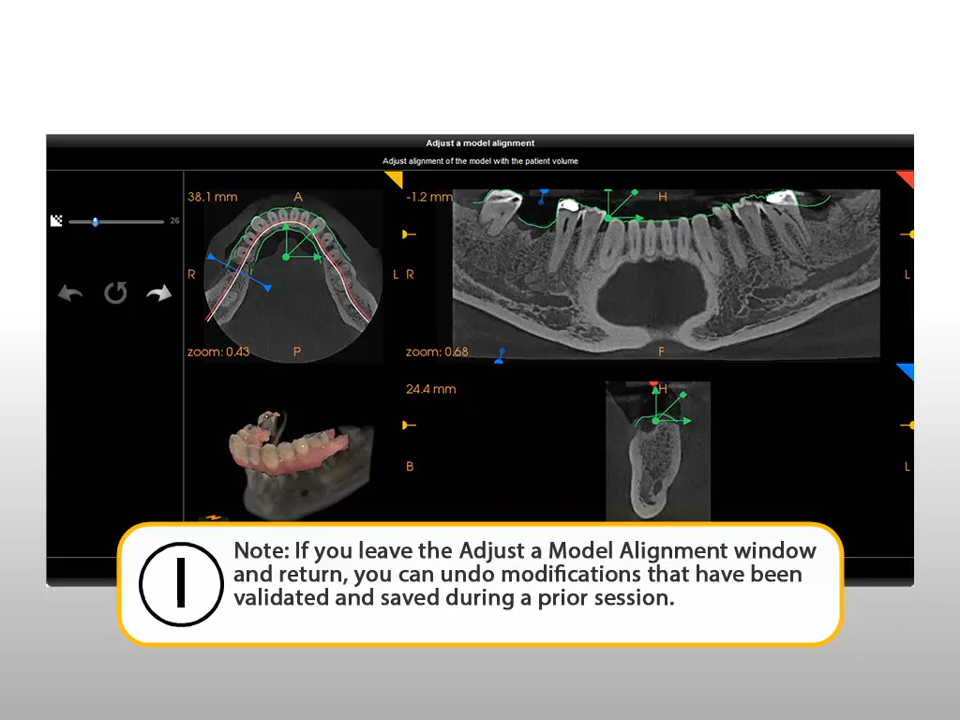 Adjust a model alignment
Adjust alignment of the model with the patient volume
26
38.1 mm
A
R
L
zoom: 0.43
P
-1.2 mm
H
R
L
zoom: 0.68
F
24.4 mm
H
B
L
Note: If you leave the Adjust a Model Alignment window
and return, you can undo modifications that have been
validated and saved during a prior session.